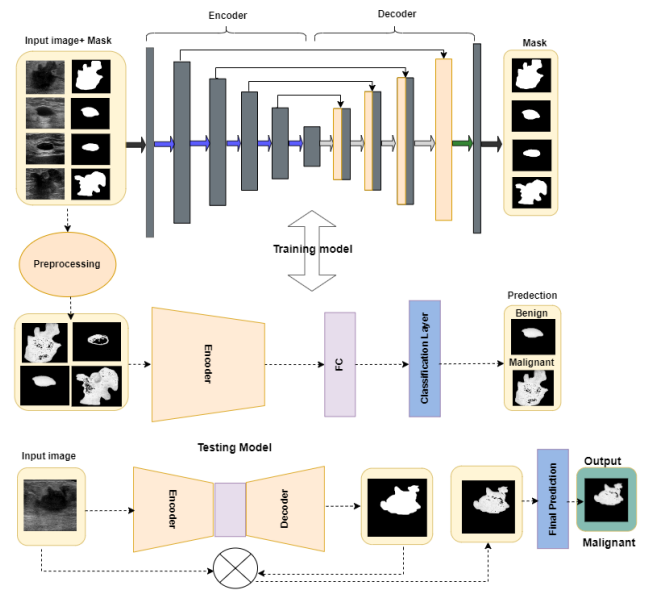 Encoder
Decoder
Input image+ Mask
Mask
Training model
Preprocessing
Predection
Benign
Malignant
Encoder
FC
Classification Layer
Testing Model
Input image
Encoder
Decoder
Final Prediction
Output
Malignant